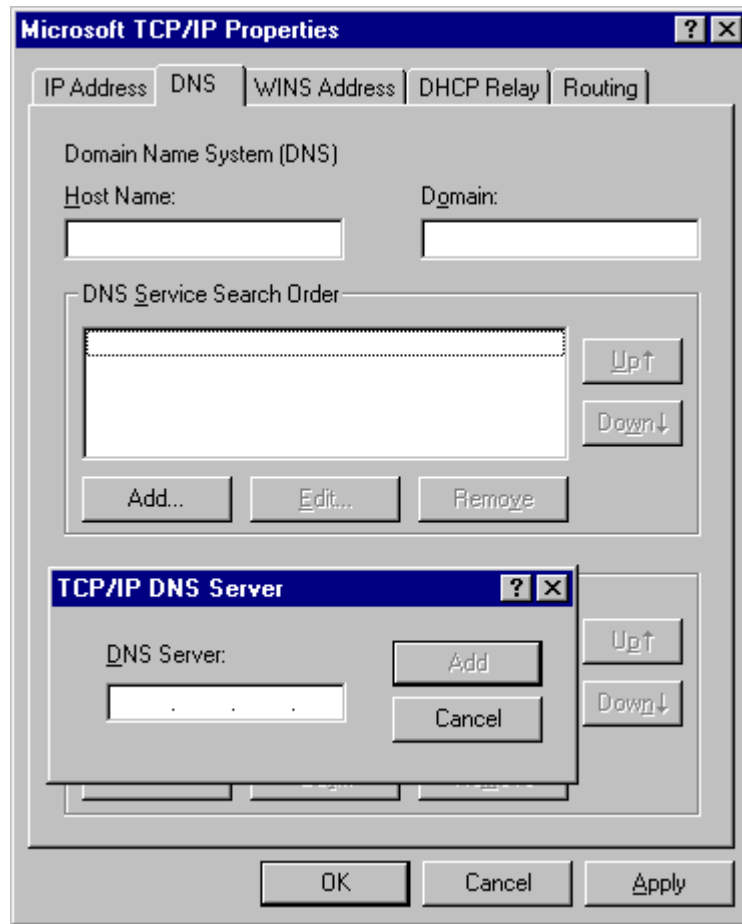 Microsoft TCP/IP Properties
IP Address DNS WINS Address DHCP Relay Routing
Domain Name System (DNS)
Host Name: Domain:
DNS Service Search Order
Up↑
Down↓
Add... Edit... Remove
TCP/IP DNS Server
DNS Server:
Add
. . .
Cancel
Up↑
Down↓
OK Cancel Apply